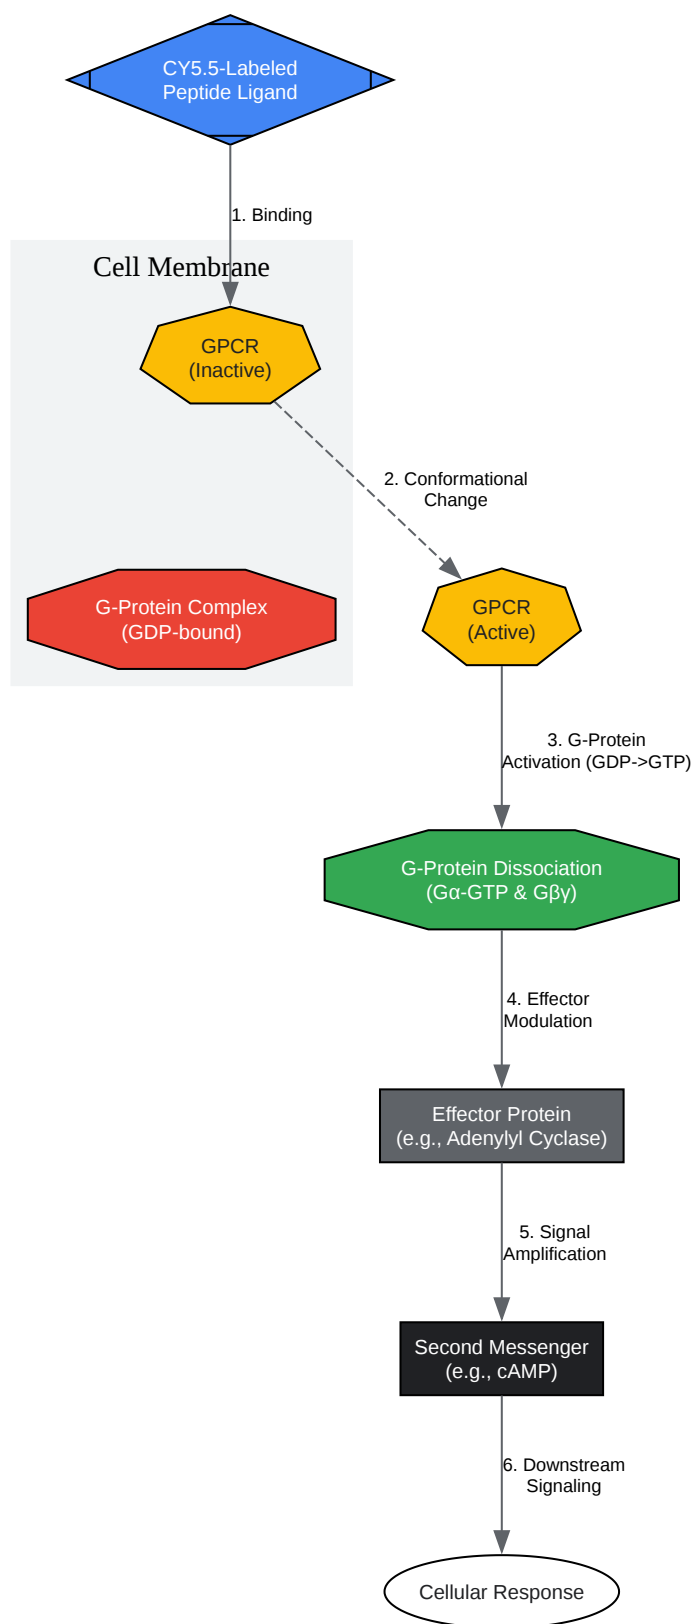 CY5.5-Labeled
Peptide Ligand
1. Binding
Cell Membrane
GPCR
(Inactive)
2. Conformational
Change
G-Protein Complex
(GDP-bound)
GPCR
(Active)
3. G-Protein
Activation (GDP->GTP)
G-Protein Dissociation
(Gα-GTP & Gβγ)
4. Effector
Modulation
Effector Protein
(e.g., Adenylyl Cyclase)
5. Signal
Amplification
Second Messenger
(e.g., cAMP)
6. Downstream
Signaling
Cellular Response